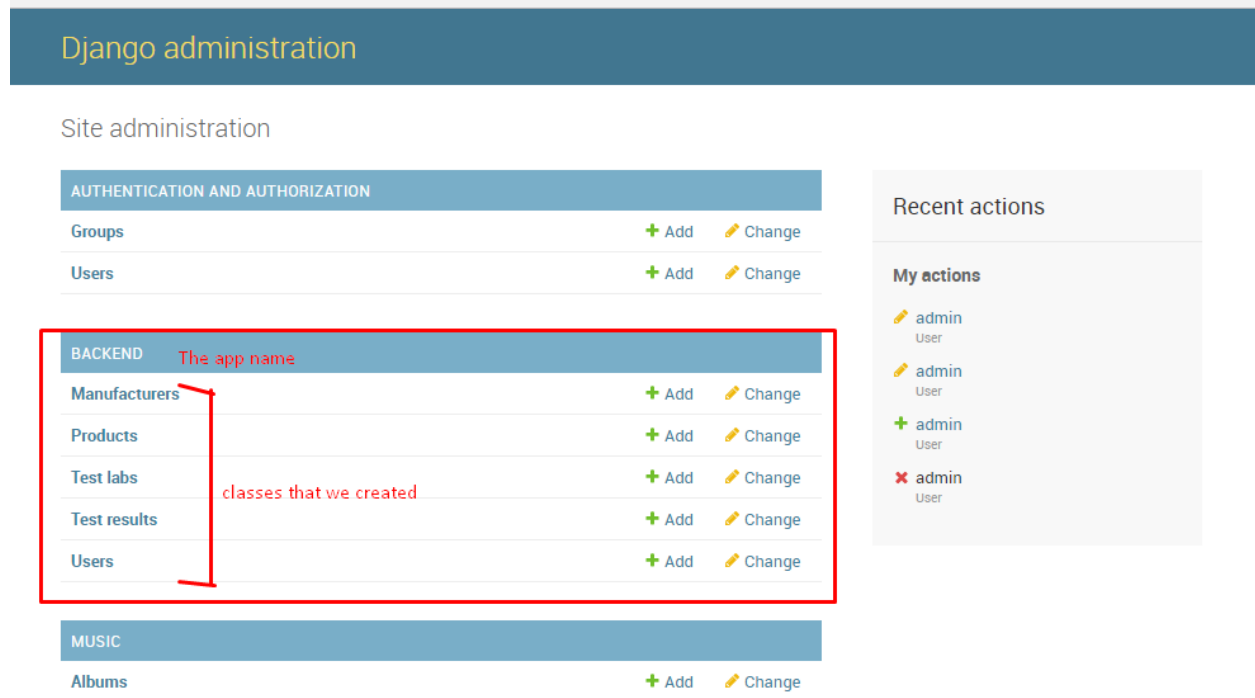 Django administration
Site administration
AUTHENTICATION AND AUTHORIZATION
Groups Add Change
Users Add Change
BACKEND The app name
Manufacturers Add Change
Products Add Change
Test labs Add Change
classes that we created
Test results Add Change
Users Add Change
MUSIC
Albums Add Change
Recent actions
My actions
admin
User
admin
User
admin
User
admin
User